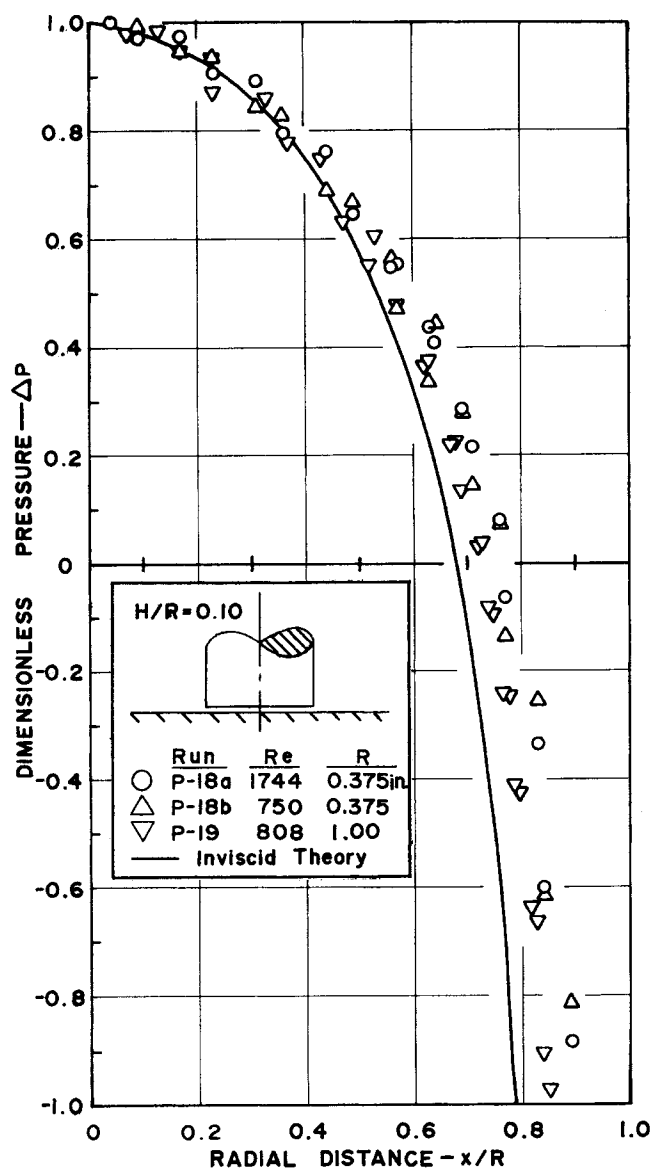 1.0
0.8
0.6
0.4
0.2
0
-0.2
-0.4
-0.6
-0.8
-1.0
DIMENSIONLESS PRESSURE—△P
H/R=0.10
Run Re R
○ P-18a 1744 0.375in.
△ P-18b 750 0.375
▽ P-19 808 1.00
— Inviscid Theory
0 0.2 0.4 0.6 0.8 1.0
RADIAL DISTANCE-x/R